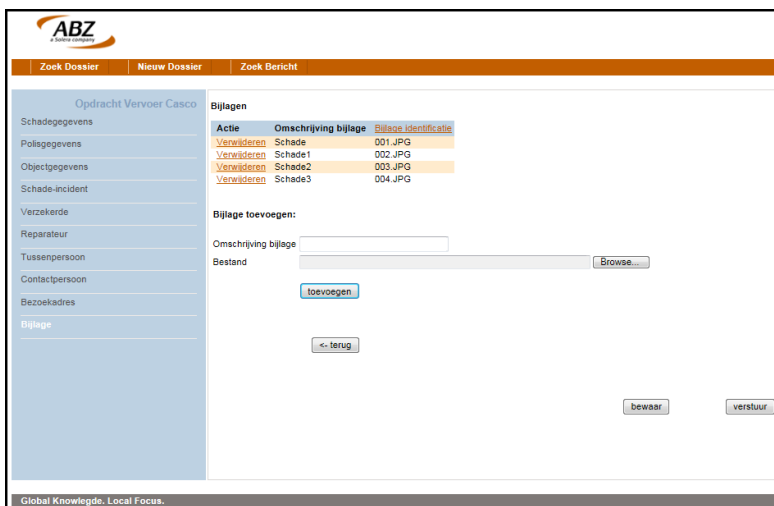 ABZ
a Solera company
Zoek Dossier Nieuw Dossier Zoek Bericht
Opdracht Vervoer Casco
Schadegegevens
Polisgegevens
Objectgegevens
Schade-incident
Verzekerde
Reparateur
Tussenpersoon
Contactpersoon
Bezoekadres
Bijlage
Bijlagen
Actie Omschrijving bijlage Bijlage identificatie
Verwijderen Schade 001.JPG
Verwijderen Schade1 002.JPG
Verwijderen Schade2 003.JPG
Verwijderen Schade3 004.JPG
Bijlage toevoegen:
Omschrijving bijlage
Bestand Browse...
toevoegen
<- terug
bewaar verstuur
Global Knowlegde. Local Focus.